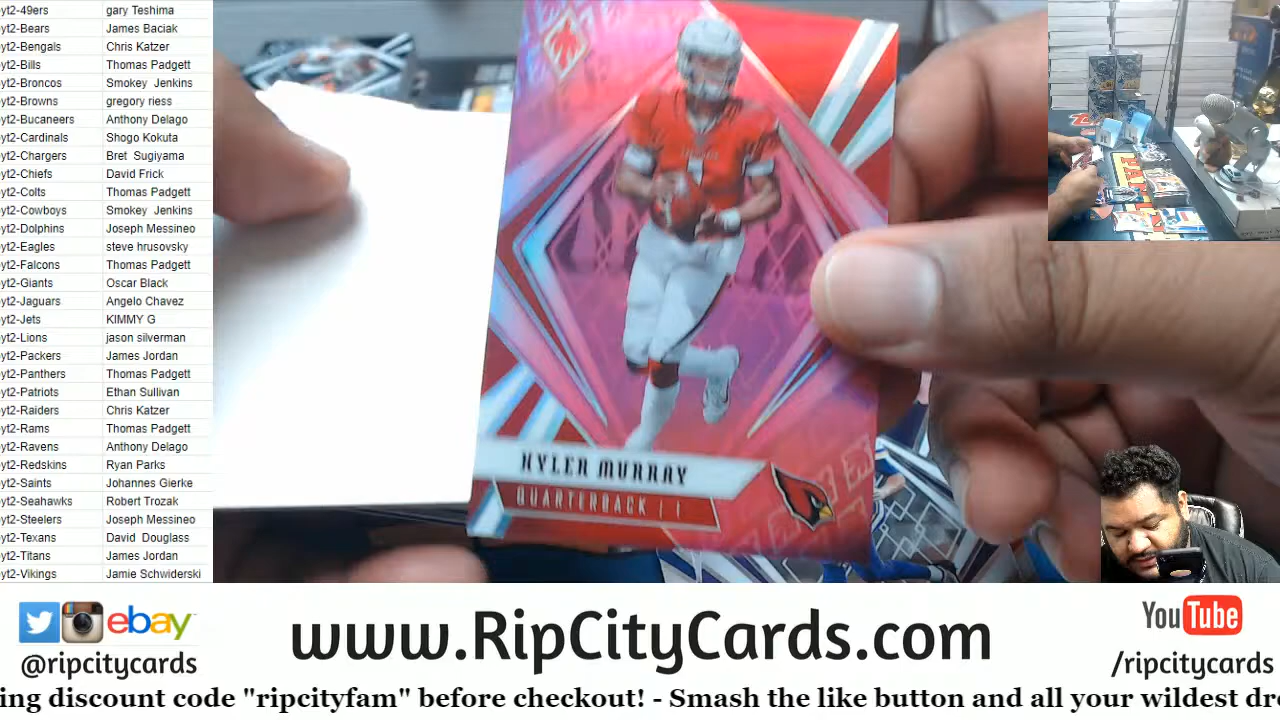 yt2-49ers gary Teshima
yt2-Bears James Baciak
yt2-Bengals Chris Katzer
yt2-Bills Thomas Padgett
yt2-Broncos Smokey Jenkins
yt2-Browns gregory riess
yt2-Bucaneers Anthony Delago
yt2-Cardinals Shogo Kokuta
yt2-Chargers Bret Sugiyama
yt2-Chiefs David Frick
yt2-Colts Thomas Padgett
yt2-Cowboys Smokey Jenkins
yt2-Dolphins Joseph Messineo
yt2-Eagles steve hrusovsky
yt2-Falcons Thomas Padgett
yt2-Giants Oscar Black
yt2-Jaguars Angelo Chavez
yt2-Jets KIMMY G
yt2-Lions jason silverman
yt2-Packers James Jordan
yt2-Panthers Thomas Padgett
yt2-Patriots Ethan Sullivan
yt2-Raiders Chris Katzer
yt2-Rams Thomas Padgett
yt2-Ravens Anthony Delago
yt2-Redskins Ryan Parks
yt2-Saints Johannes Gierke
yt2-Seahawks Robert Trozak
yt2-Steelers Joseph Messineo
yt2-Texans David Douglass
yt2-Titans James Jordan
yt2-Vikings Jamie Schwiderski
KYLER MURRAY
QUARTERBACK | 1
ebay
@ripcitycards
www.RipCityCards.com
YouTube
/ripcitycards
ing discount code "ripcityfam" before checkout! - Smash the like button and all your wildest dr